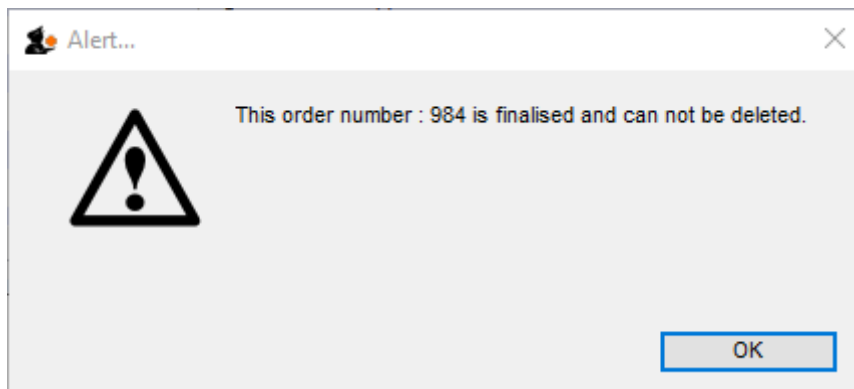 Alert...
This order number : 984 is finalised and can not be deleted.
OK